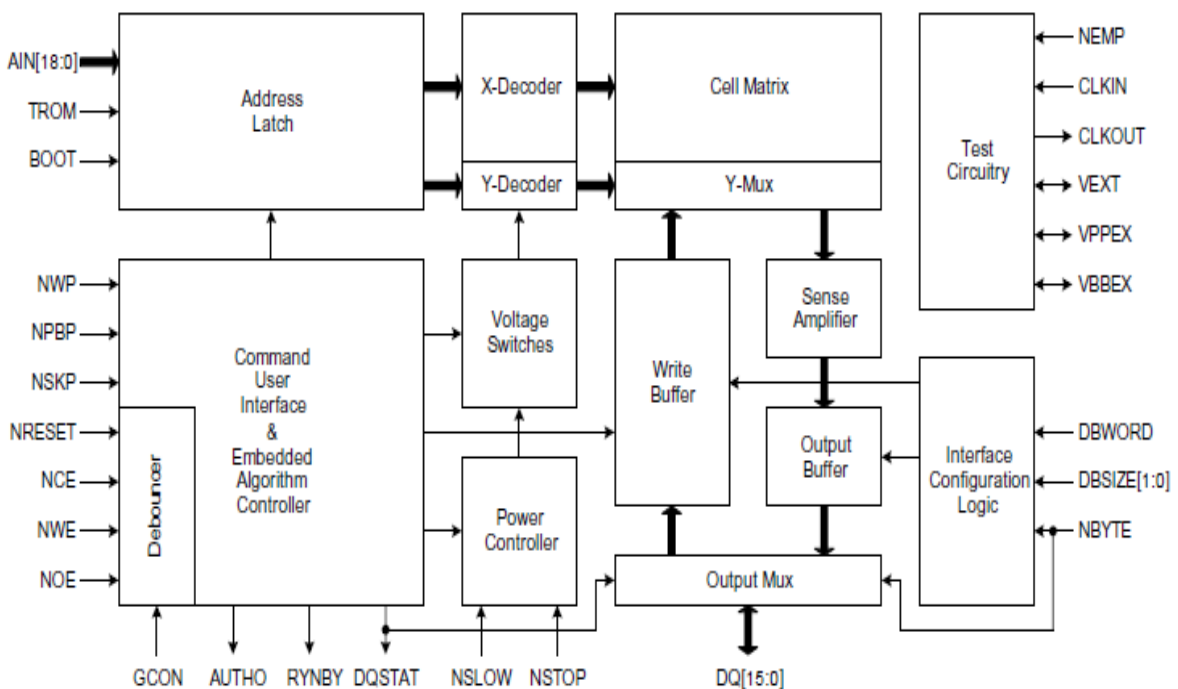 AIN[18:0]
TROM
BOOT
Address
Latch
X-Decoder
Y-Decoder
Cell Matrix
Y-Mux
Test
Circuitry
NEMP
CLKIN
CLKOUT
VEXT
VPPEX
VBBEX
NWP
NPBP
NSKP
NRESET
NCE
NWE
NOE
Debouncer
Command
User
Interface
&
Embedded
Algorithm
Controller
Voltage
Switches
Power
Controller
Write
Buffer
Sense
Amplifier
Output
Buffer
Output Mux
Interface
Configuration
Logic
DBWORD
DBSIZE[1:0]
NBYTE
GCON
AUTHO
RYNBY
DQSTAT
NSLOW
NSTOP
DQ[15:0]